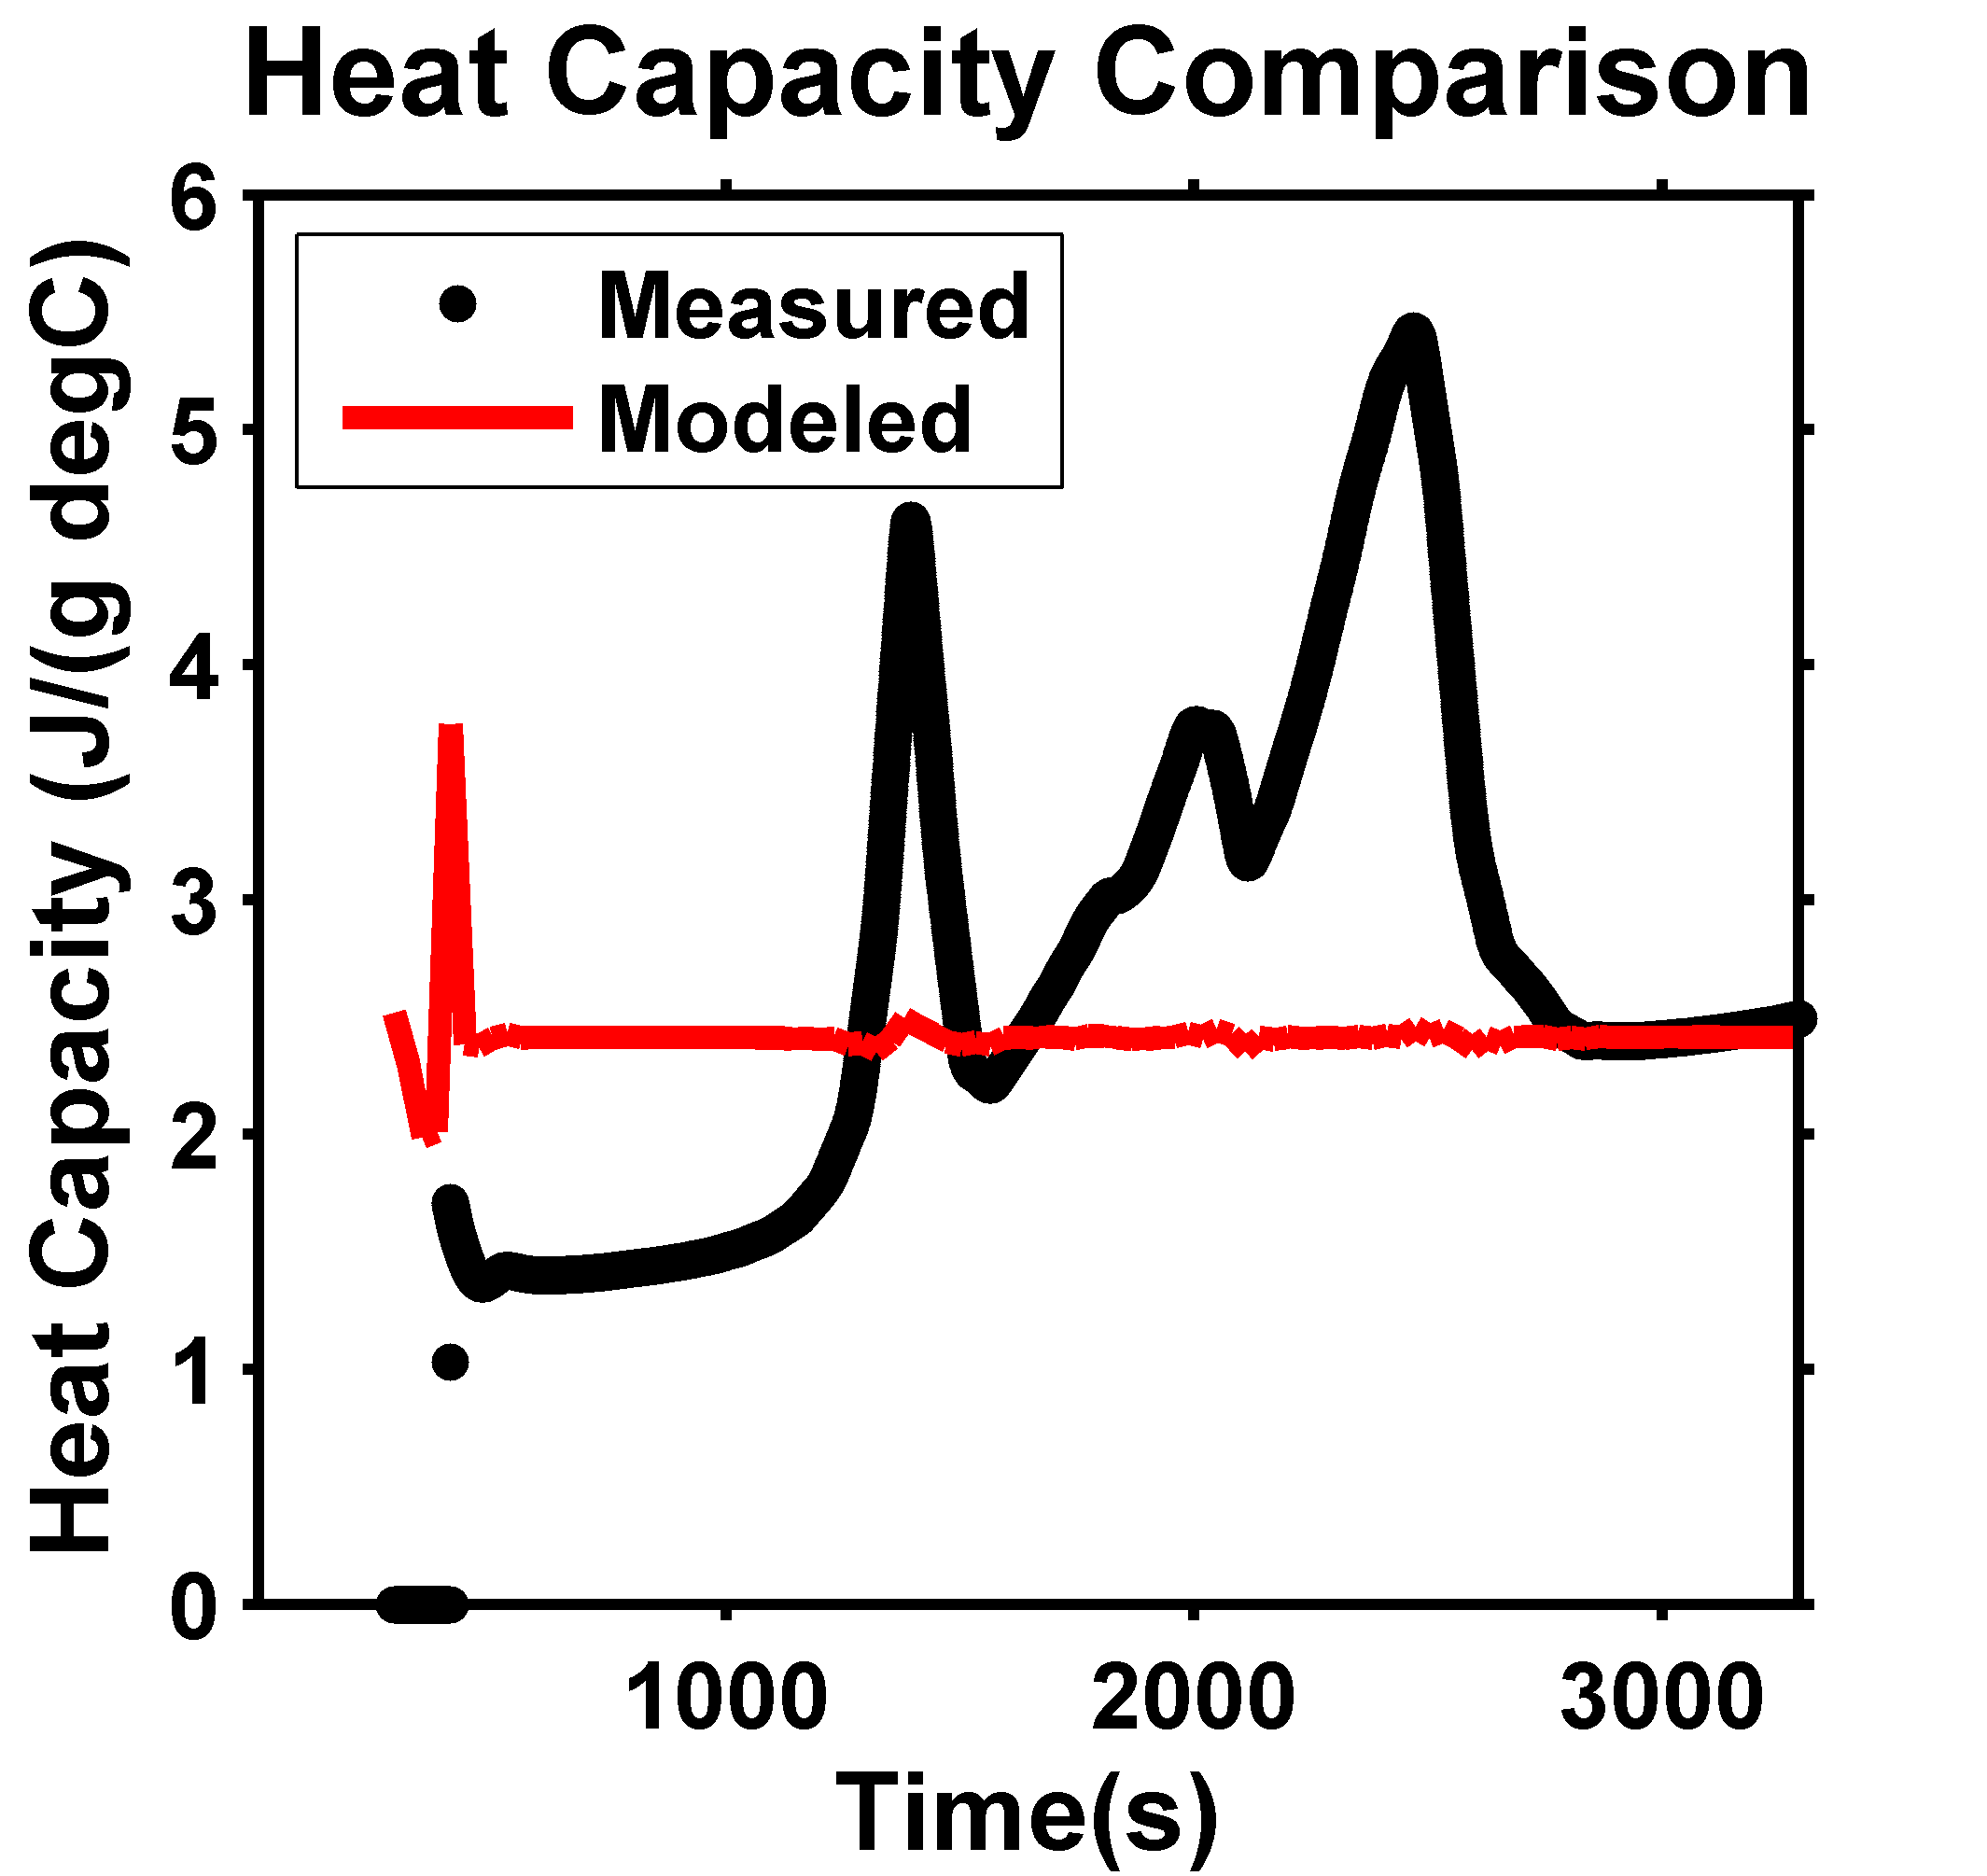 Heat Capacity Comparison
Heat Capacity (J/(g degC)
6
5
4
3
2
1
0
Measured
Modeled
1000 2000 3000
Time(s)